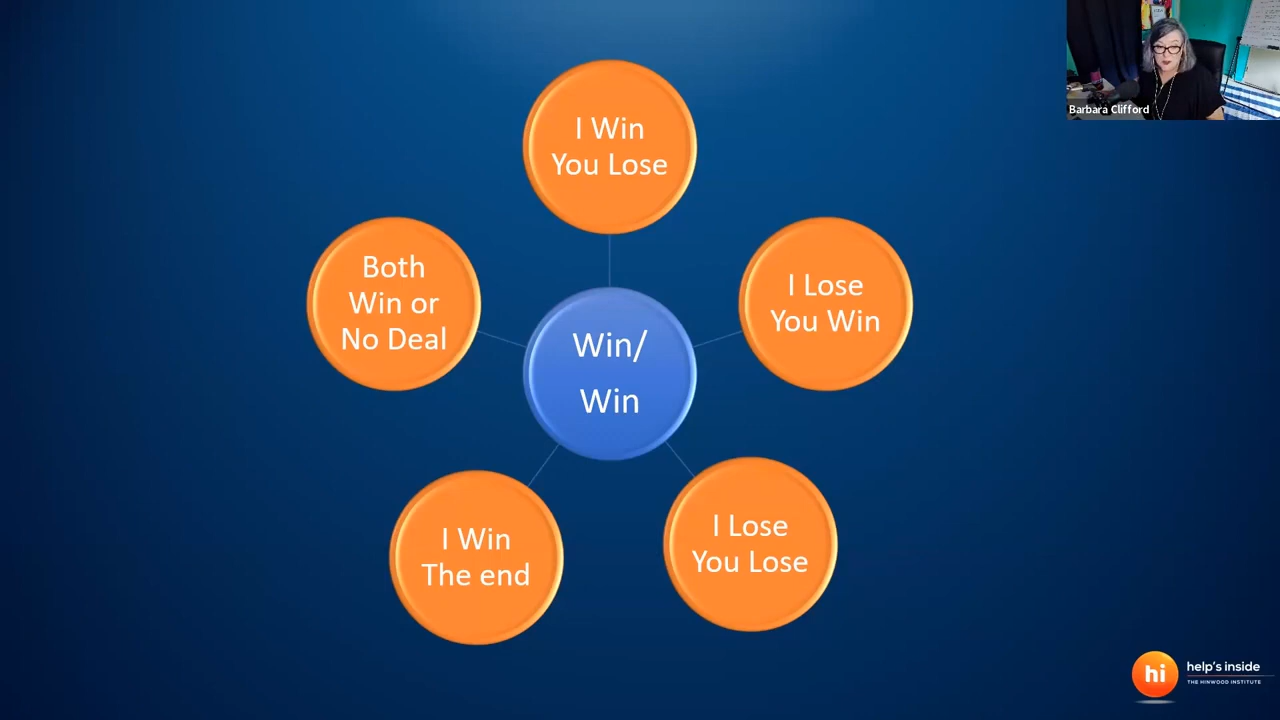 Barbara Clifford
I Win
You Lose
Both
Win or
No Deal
I Lose
You Win
Win/
Win
I Win
The end
I Lose
You Lose
hi
help's inside
THE HINWOOD INSTITUTE